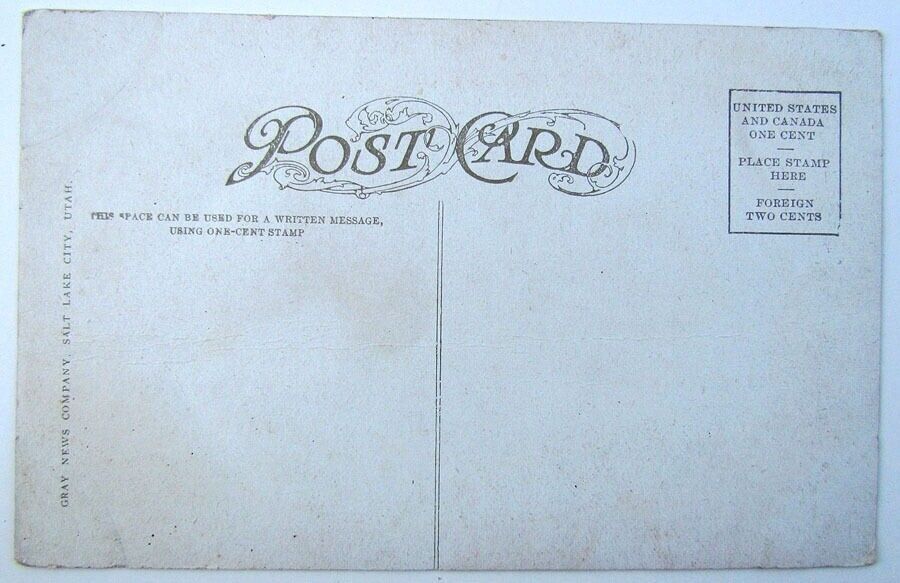 POST CARD
UNITED STATES
AND CANADA
ONE CENT
PLACE STAMP
HERE
FOREIGN
TWO CENTS
THIS SPACE CAN BE USED FOR A WRITTEN MESSAGE,
USING ONE-CENT STAMP
GRAY NEWS COMPANY, SALT LAKE CITY, UTAH.